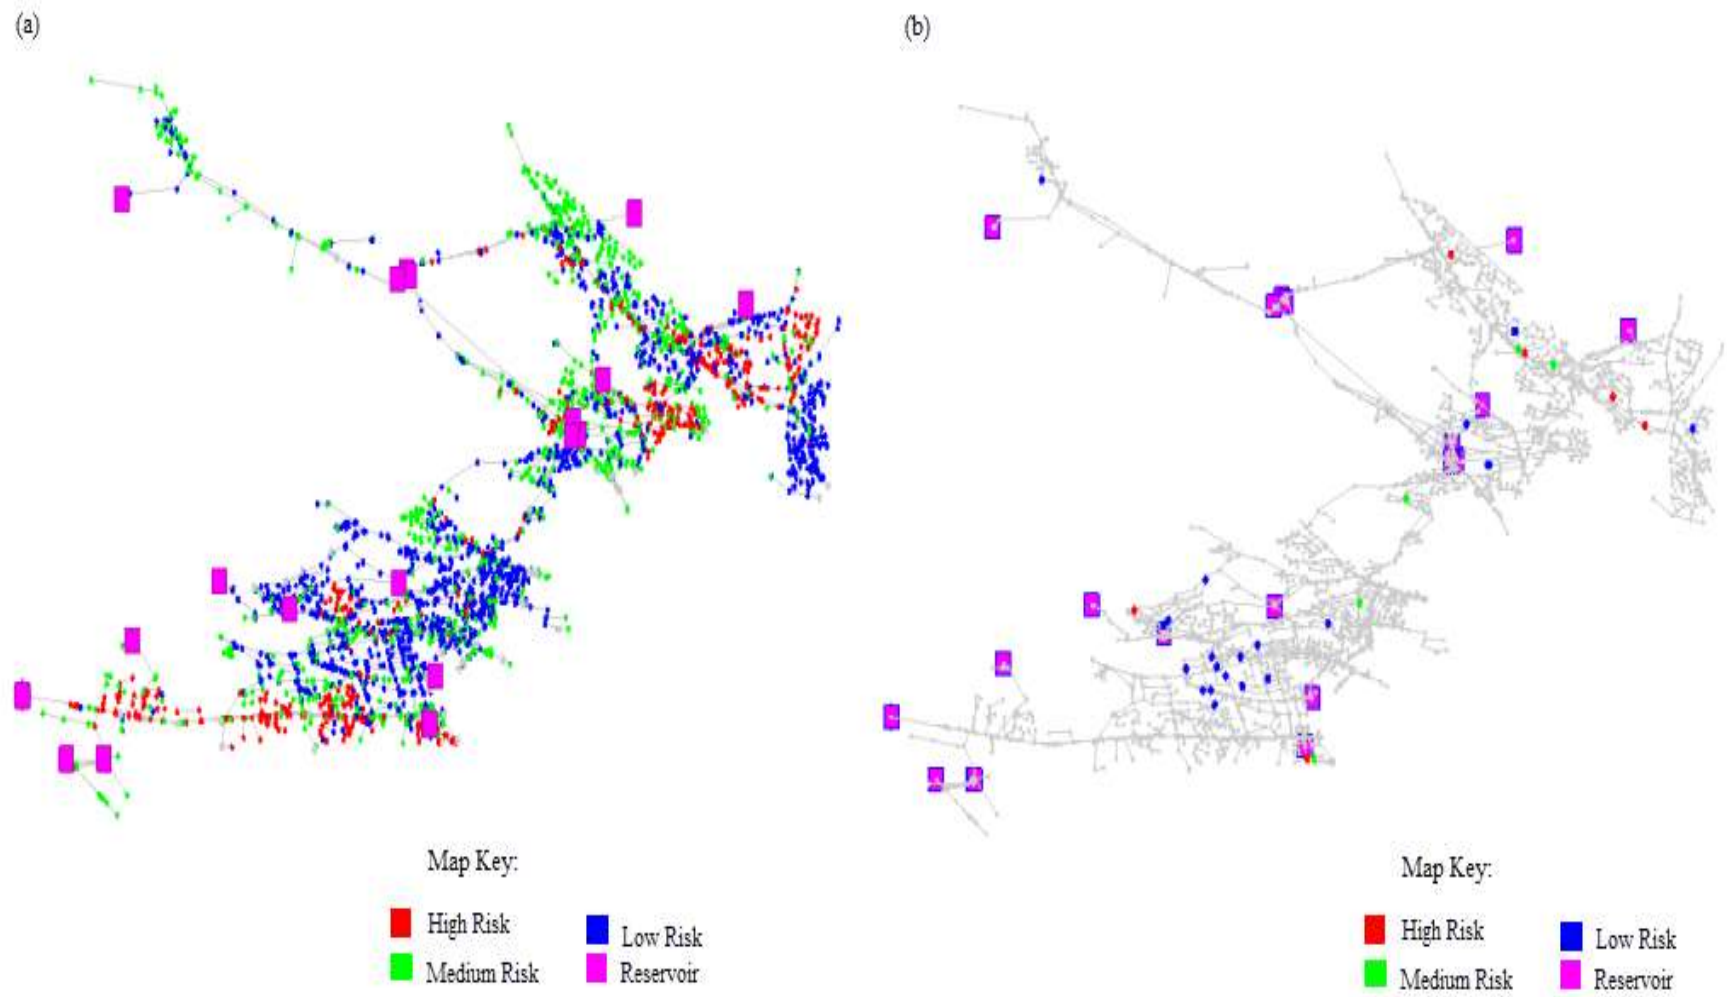 (a)
(b)
Map Key:
High Risk
Low Risk
Medium Risk
Reservoir
Map Key:
High Risk
Low Risk
Medium Risk
Reservoir